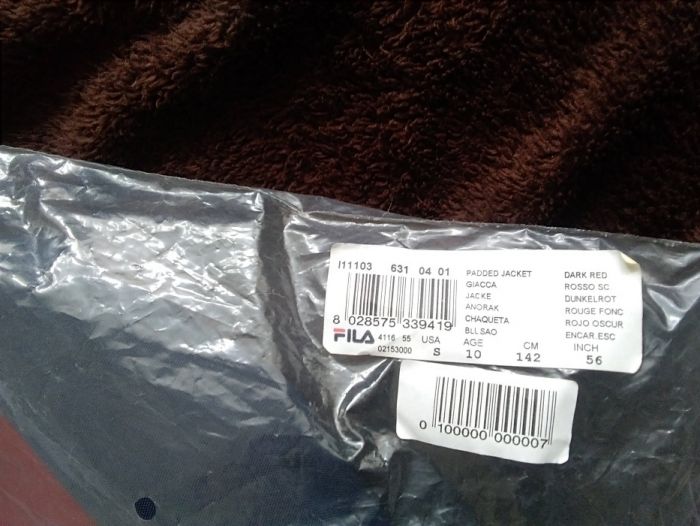 I11103 631 04 01
8 028575 339419
FILA 4116 55 USA
02153000 S
PADDED JACKET DARK RED
GIACCA ROSSO SC
JACKE DUNKELROT
ANORAK ROUGE FONC
CHAQUETA ROJO OSCUR
BLLSAO ENCAR.ESC
AGE CM INCH
10 142 56
0 100000 000007